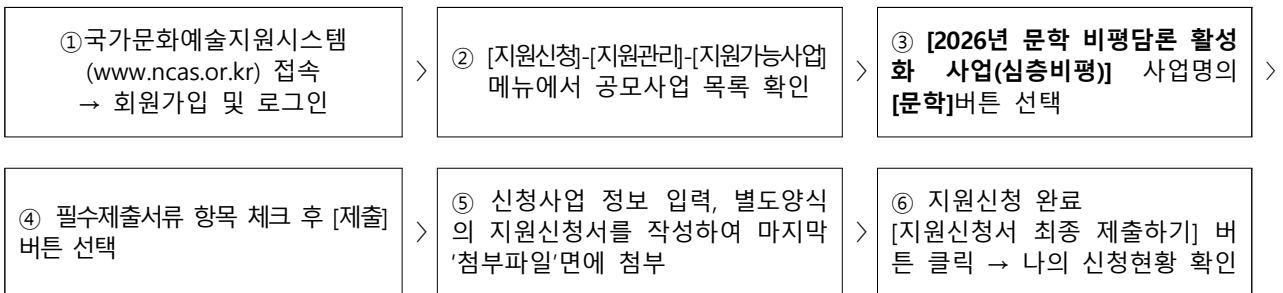 ①국가문화예술지원시스템
(www.ncas.or.kr) 접속
→ 회원가입 및 로그인
〉
② [지원신청]-[지원관리]-[지원가능사업]
메뉴에서 공모사업 목록 확인
〉
③ [2026년 문학 비평담론 활성
화 사업(심층비평)] 사업명의
[문학]버튼 선택
〉
④ 필수제출서류 항목 체크 후 [제출]
버튼 선택
〉
⑤ 신청사업 정보 입력, 별도양식
의 지원신청서를 작성하여 마지막
'첨부파일'면에 첨부
〉
⑥ 지원신청 완료
[지원신청서 최종 제출하기] 버
튼 클릭 → 나의 신청현황 확인